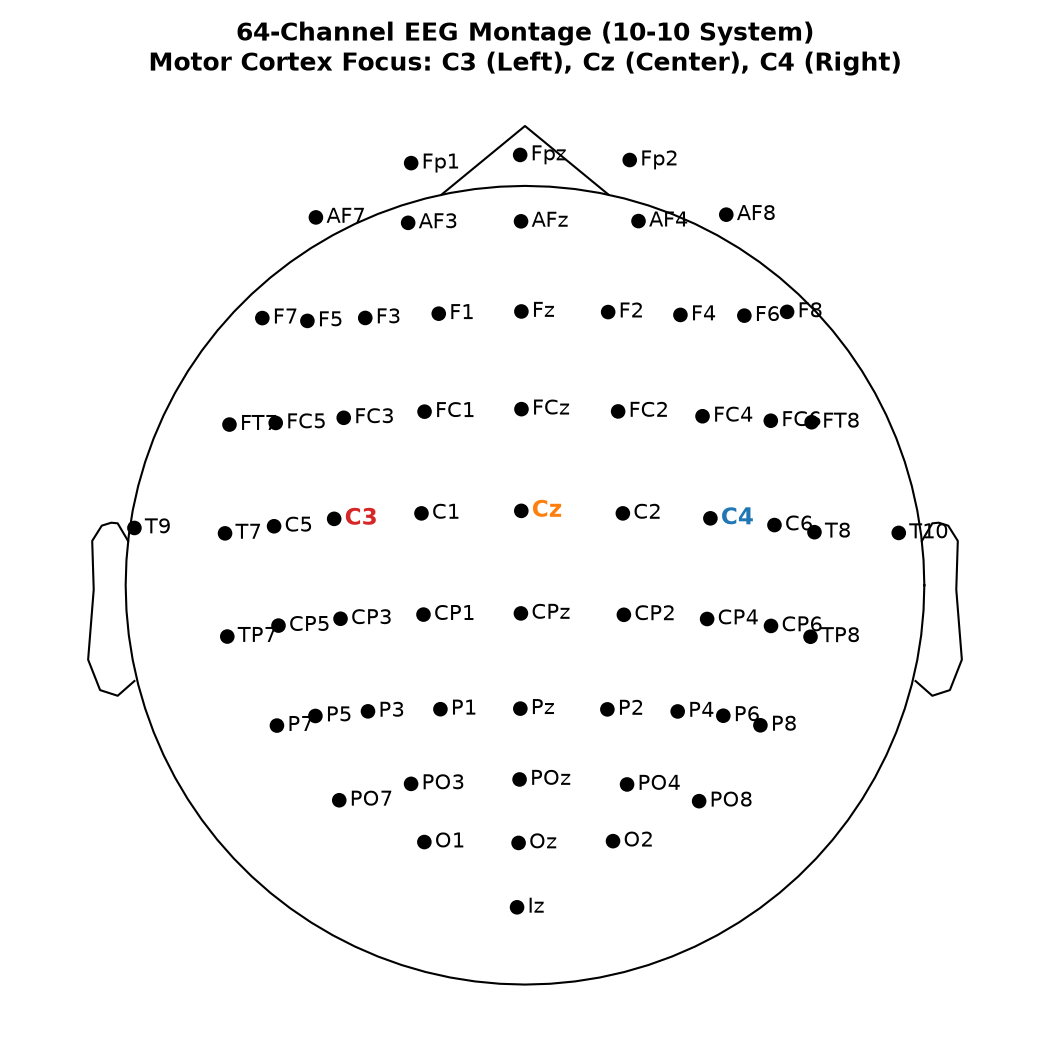 64-Channel EEG Montage (10-10 System)
Motor Cortex Focus: C3 (Left), Cz (Center), C4 (Right)
Fp1 Fpz Fp2
AF7 AF3 AFz AF4 AF8
F7 F5 F3 F1 Fz F2 F4 F6 F8
FT7 FC5 FC3 FC1 FCz FC2 FC4 FC6 FT8
T9 T7 C5 C3 C1 Cz C2 C4 C6 T8 T10
TP7 CP5 CP3 CP1 CPz CP2 CP4 CP6 TP8
P7 P5 P3 P1 Pz P2 P4 P6 P8
PO7 PO3 POz PO4 PO8
O1 Oz O2
Iz